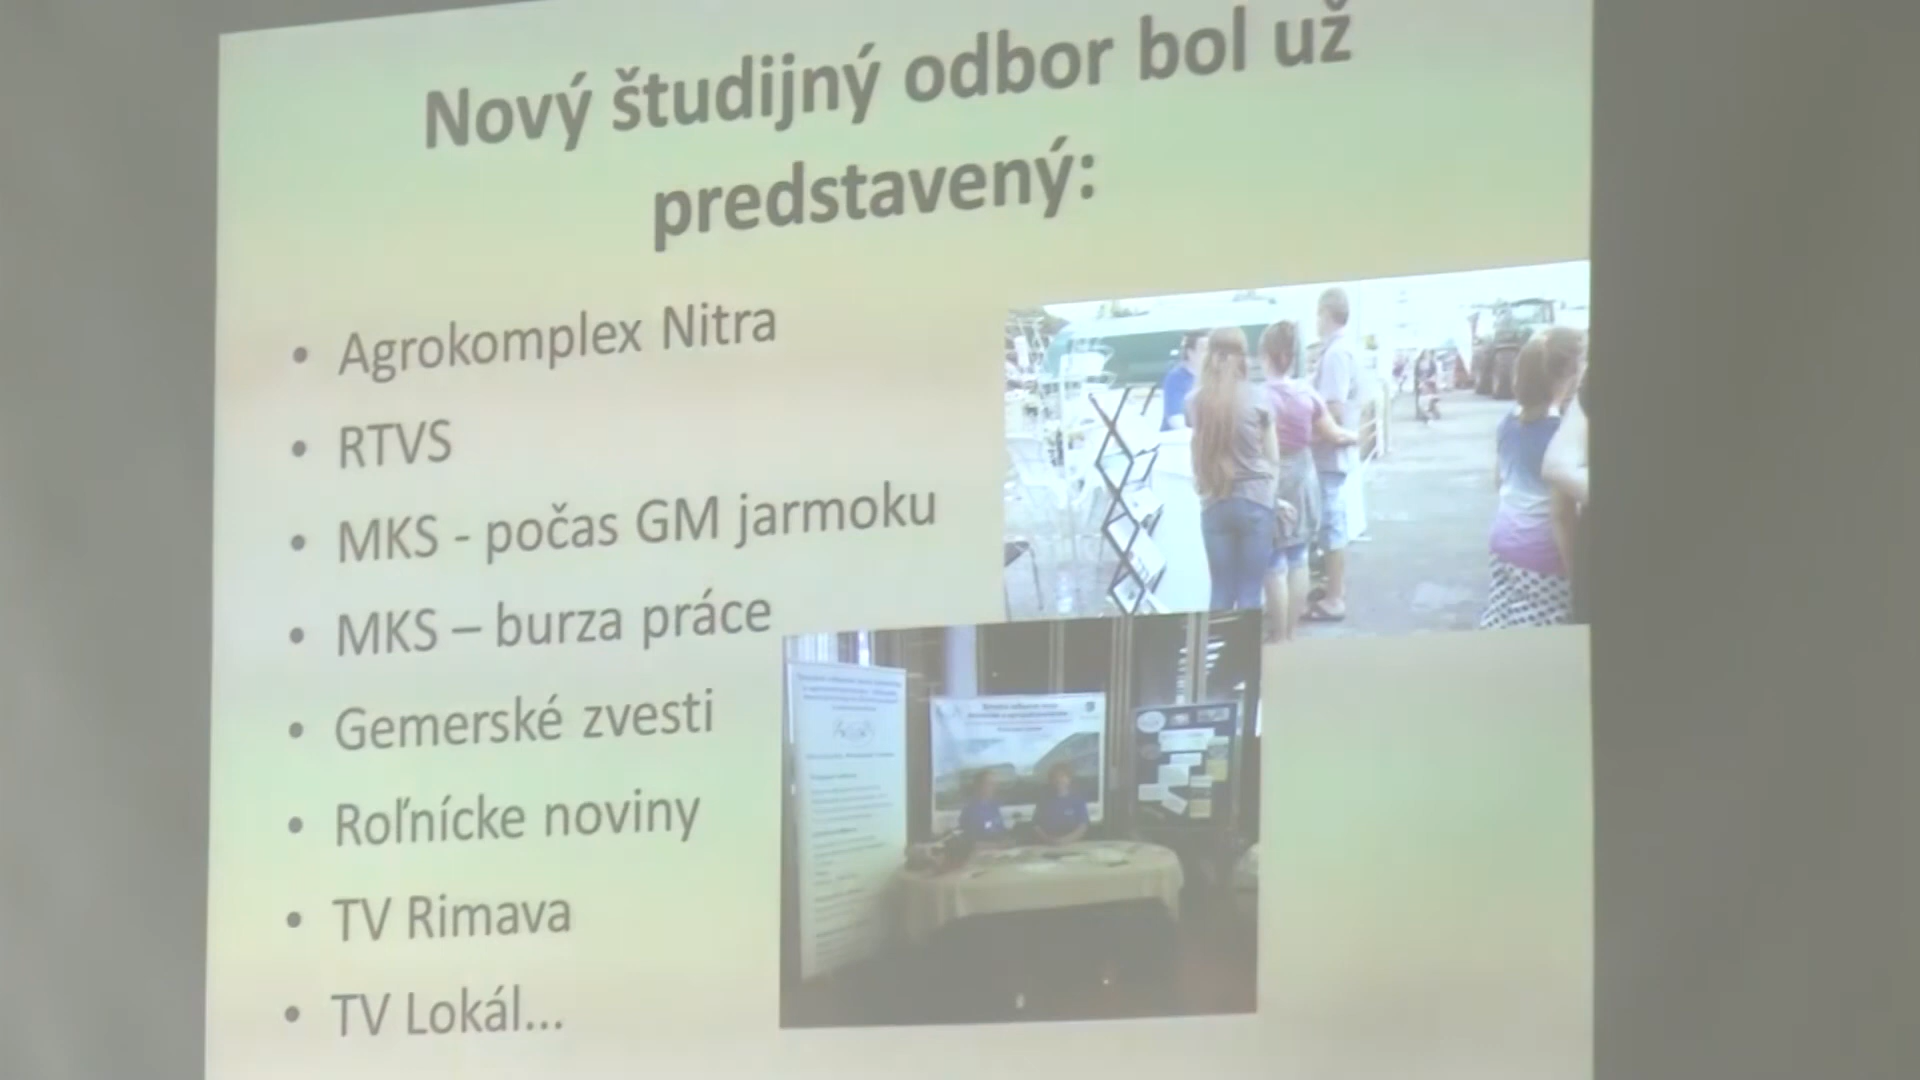 Nový študijný odbor bol už
predstavený:
• Agrokomplex Nitra
• RTVS
• MKS - počas GM jarmoku
• MKS – burza práce
• Gemerské zvesti
• Roľnícke noviny
• TV Rimava
• TV Lokál...